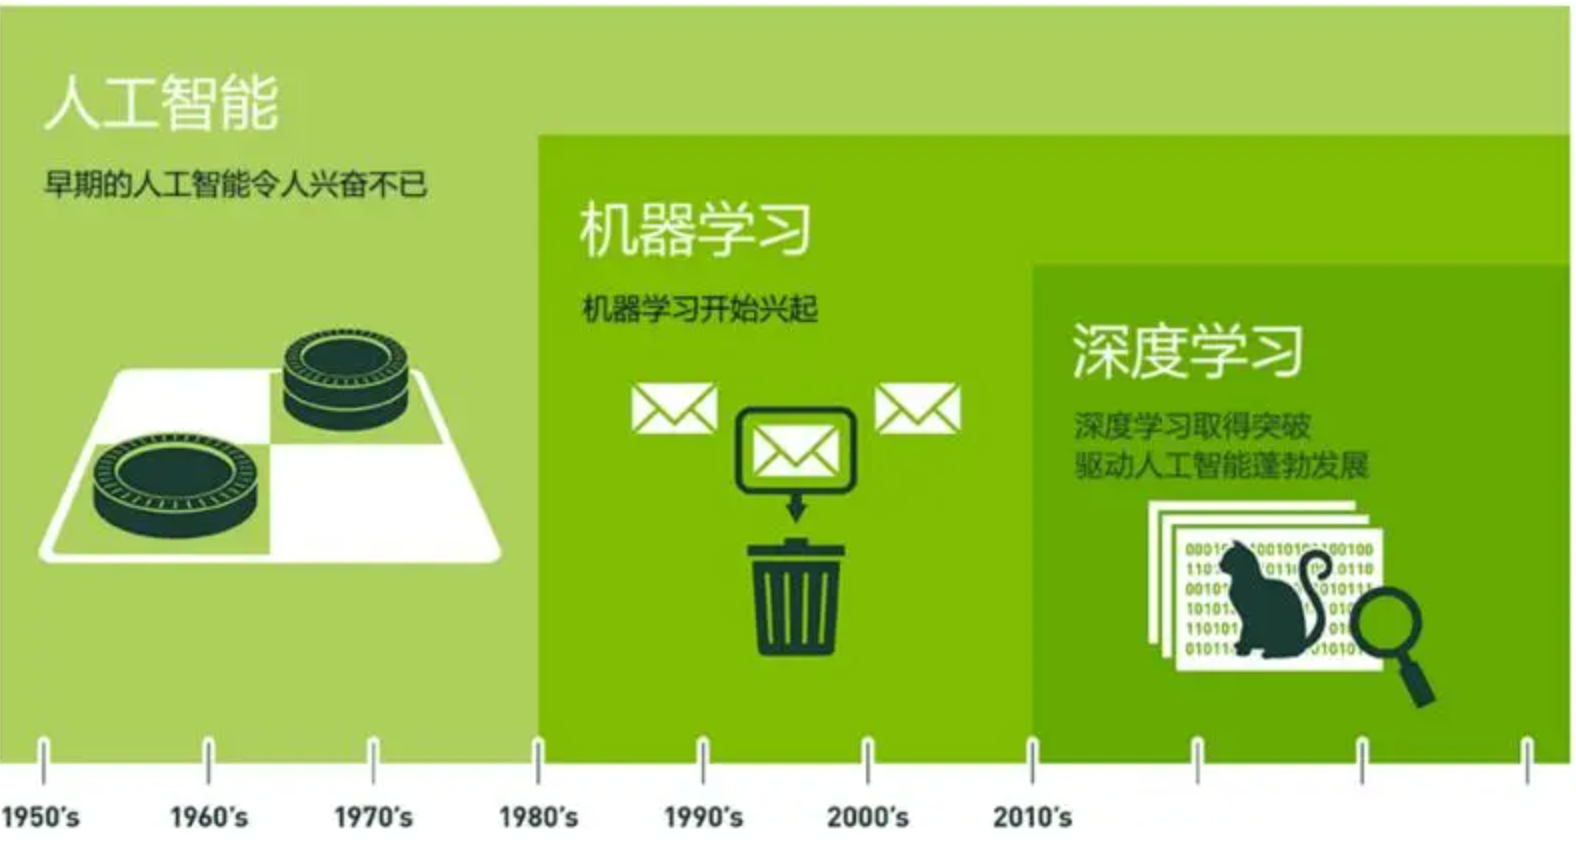 人工智能
早期的人工智能令人兴奋不已
机器学习
机器学习开始兴起
深度学习
深度学习取得突破
驱动人工智能蓬勃发展
1950's 1960's 1970's 1980's 1990's 2000's 2010's